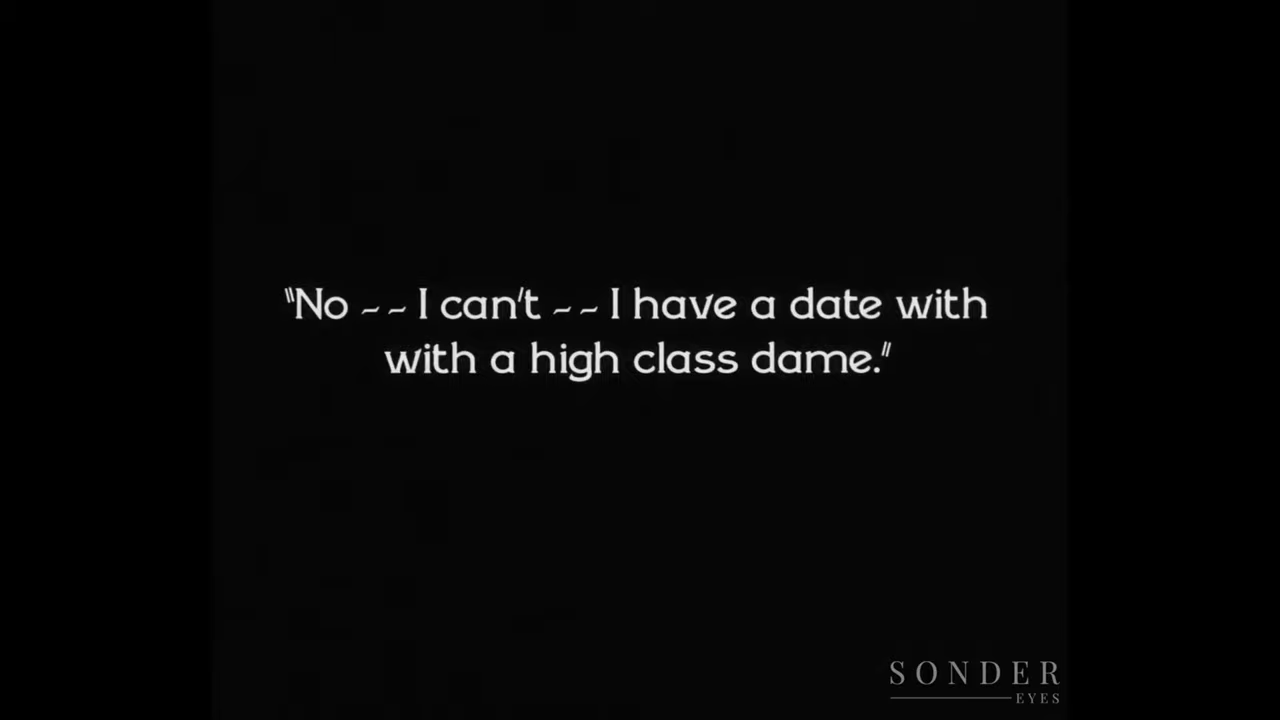 "No -- I can't -- I have a date with
with a high class dame."
SONDER
EYES